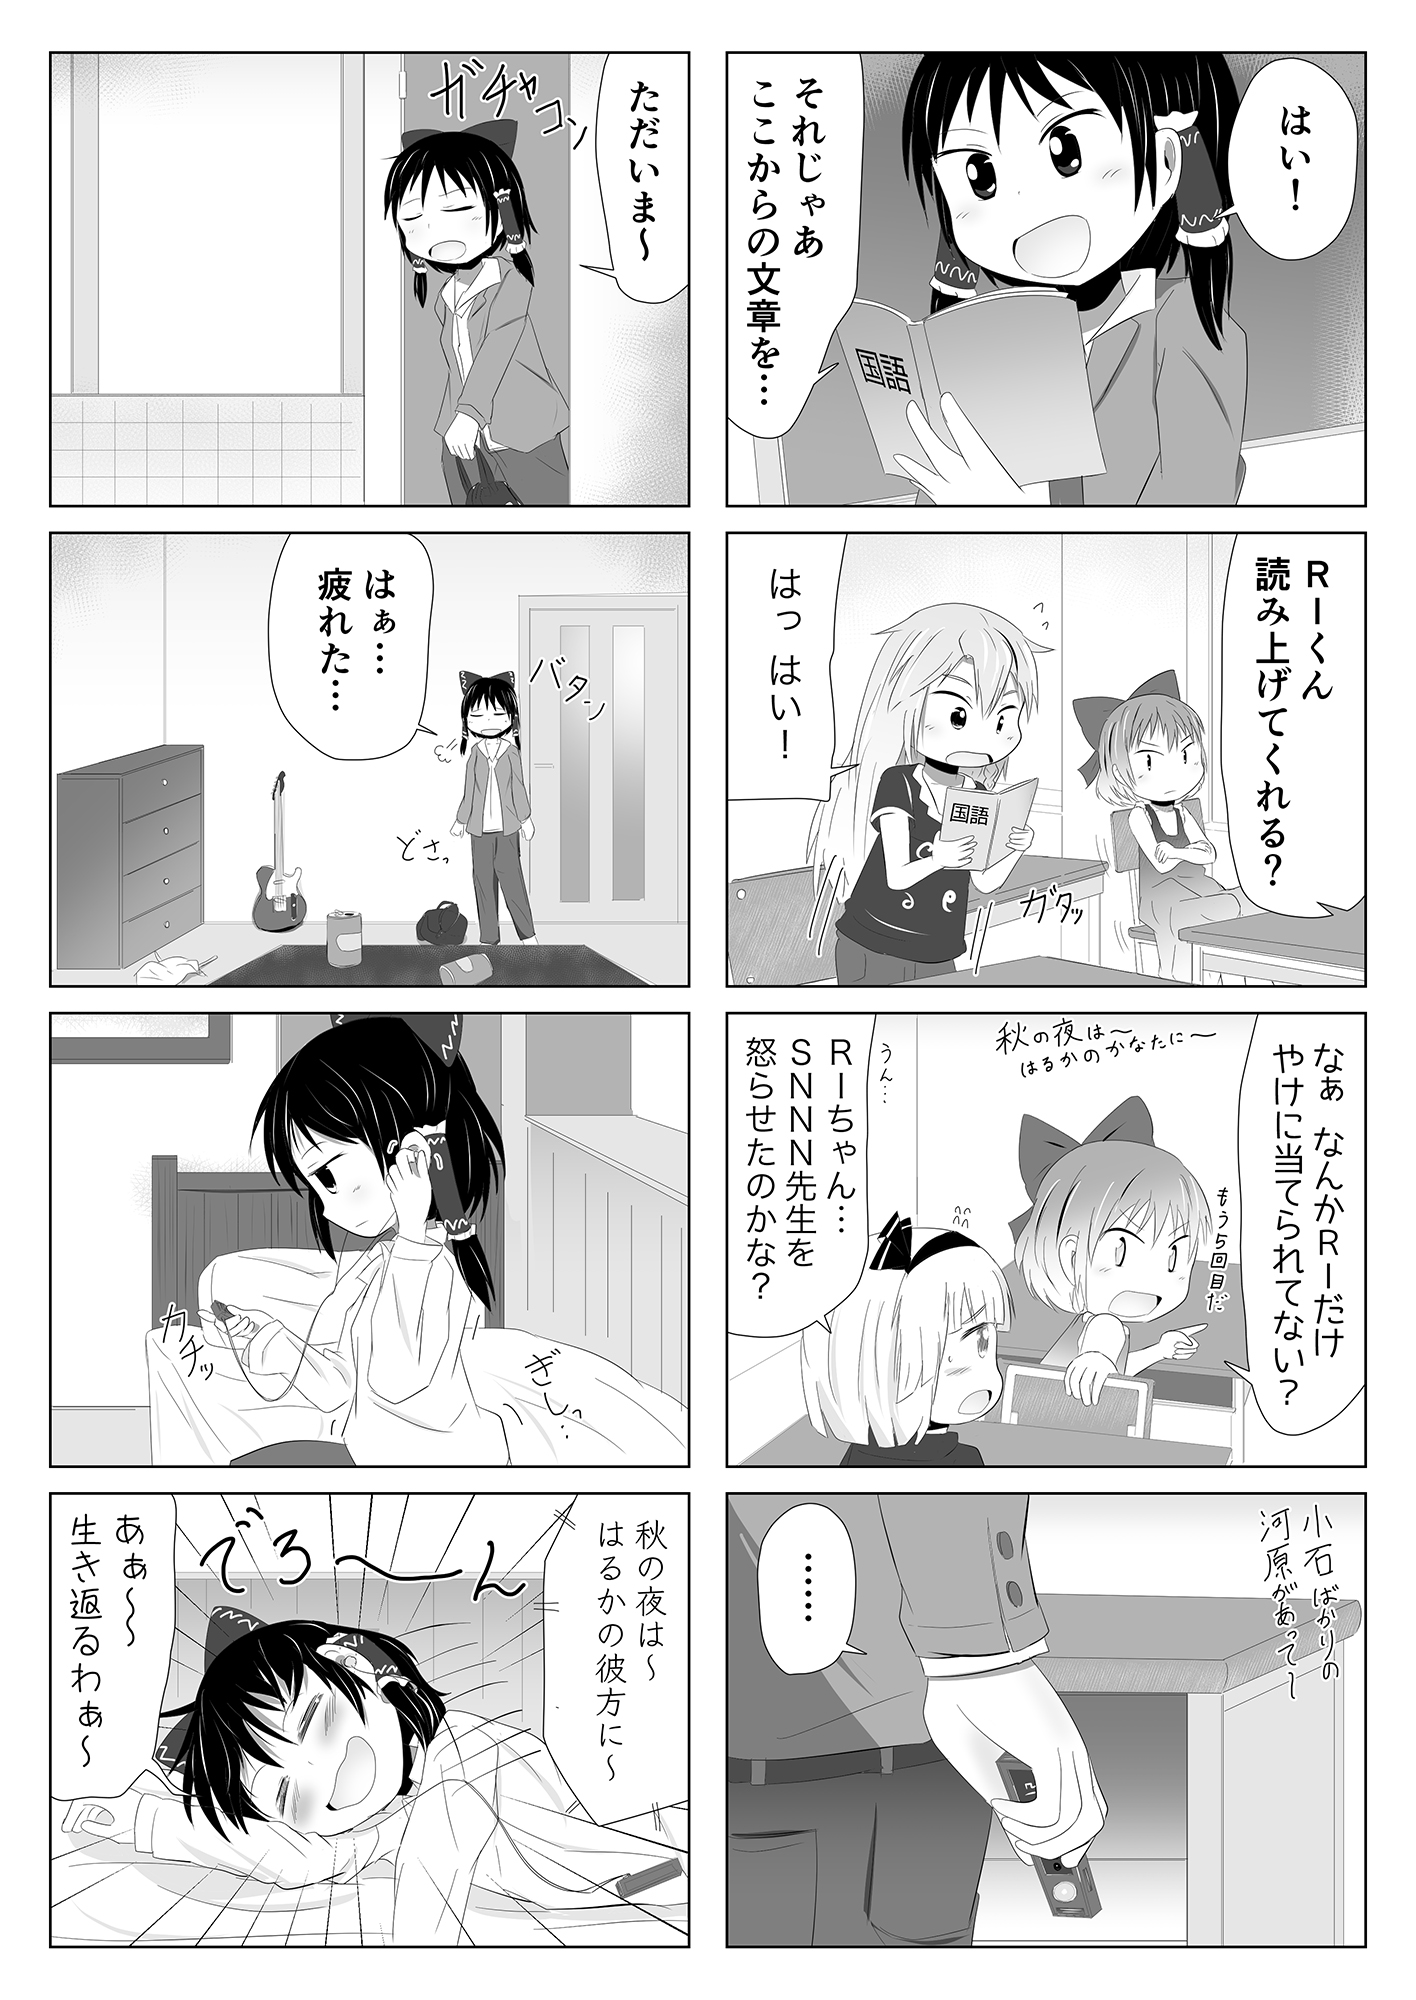 はい!
それじゃあ
ここからの文章を…
国語
RIくん
読み上げてくれる?
はっ はい!
国語
ガタッ
なぁ なんかRIだけ
やけに当てられてない?
もう5回目だ
秋の夜は〜
はるかのかなたに〜
うん…
RIちゃん…
SNNN先生を
怒らせたのかな?
小石ばかりの
河原があって〜
……
ガチャコン
ただいま〜
バタン
はぁ…
疲れた…
どさっ
カチッ
ぎしっ…
秋の夜は〜
はるかの彼方に〜
でろ〜ん
あぁ〜〜
生き返るわぁ〜